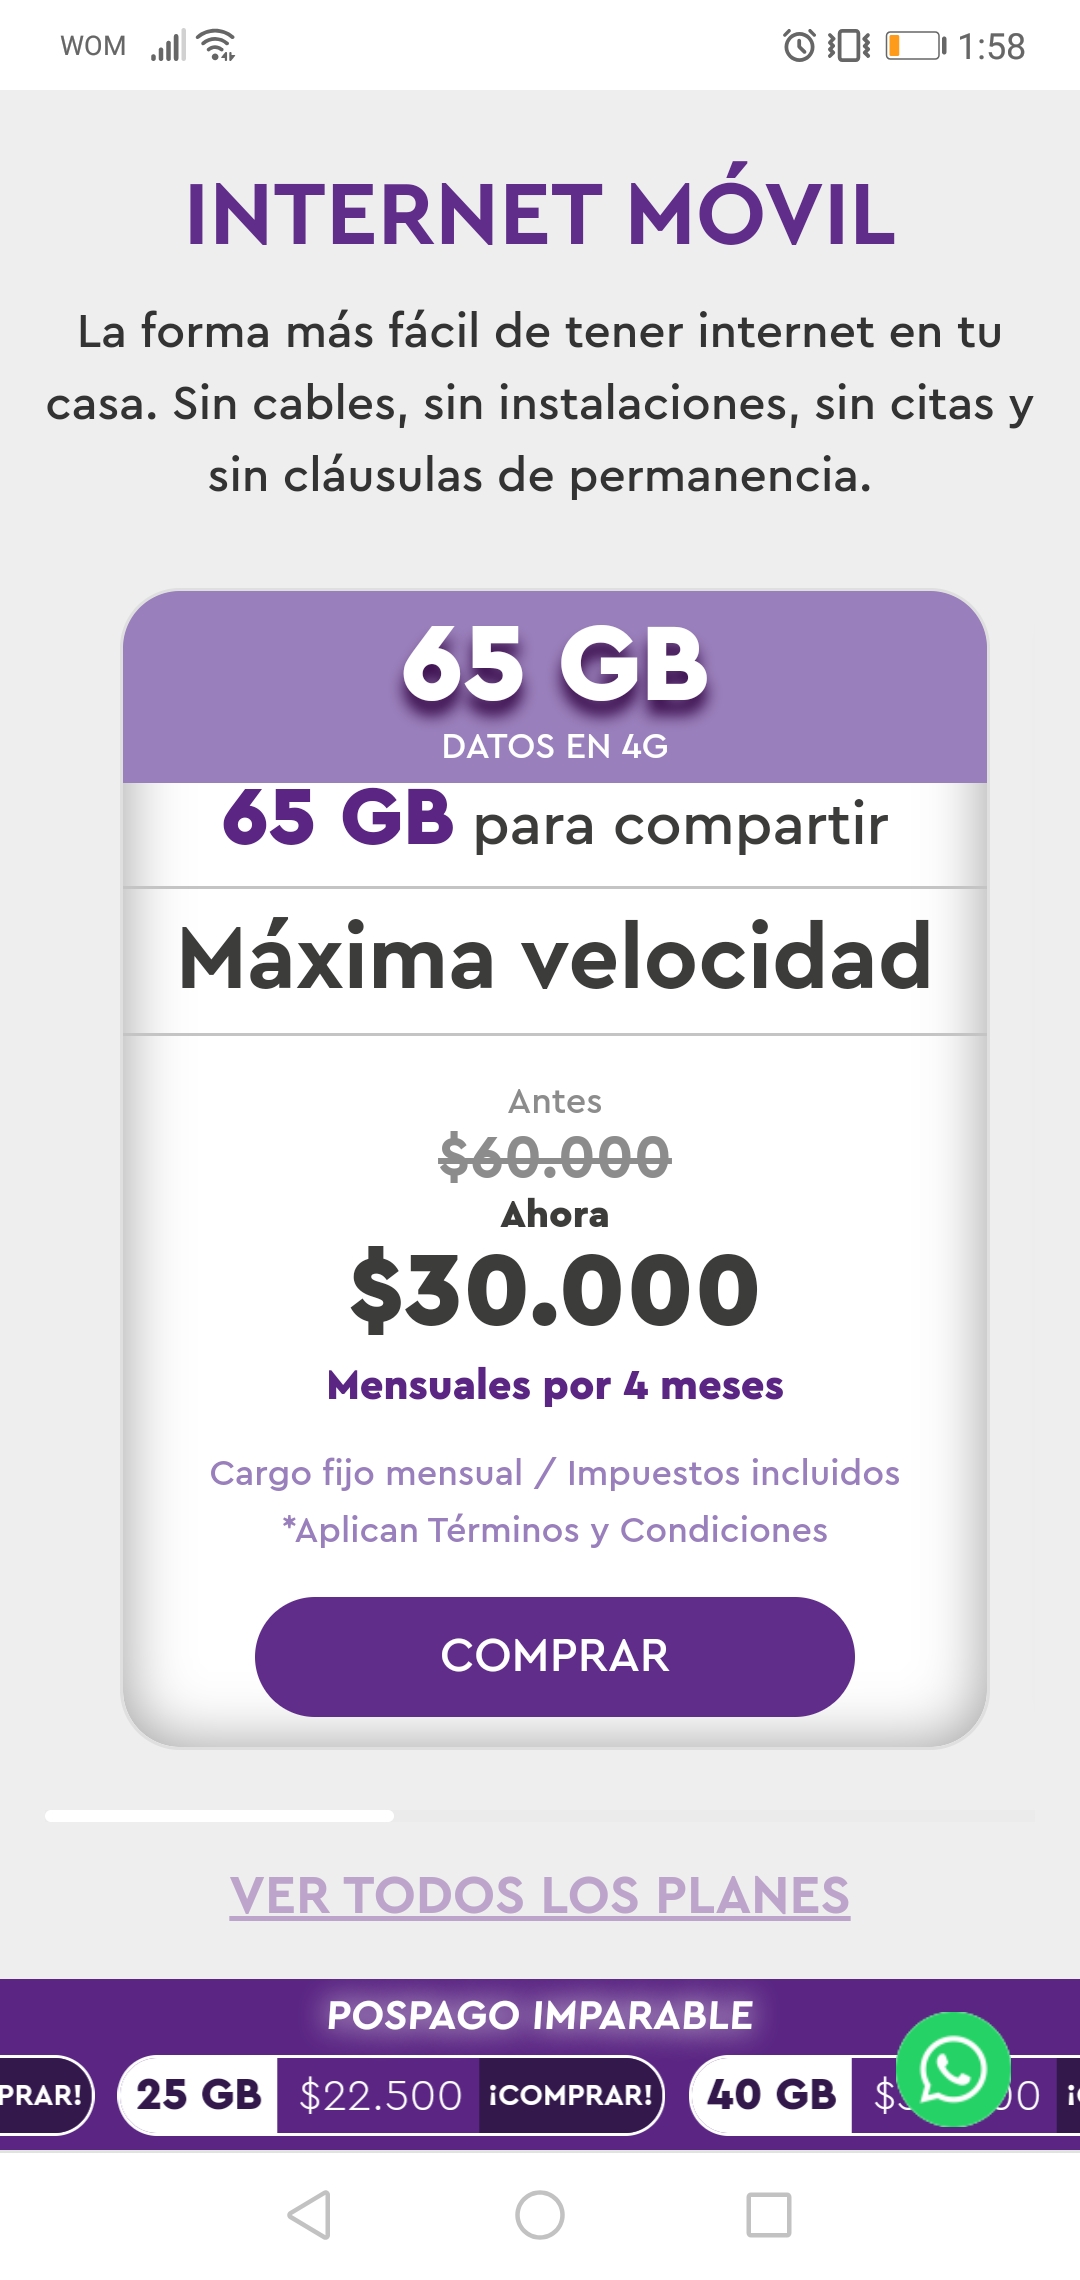 WOM
1:58
INTERNET MÓVIL
La forma más fácil de tener internet en tu
casa. Sin cables, sin instalaciones, sin citas y
sin cláusulas de permanencia.
65 GB
DATOS EN 4G
65 GB para compartir
Máxima velocidad
Antes
$60.000
Ahora
$30.000
Mensuales por 4 meses
Cargo fijo mensual / Impuestos incluidos
*Aplican Términos y Condiciones
COMPRAR
VER TODOS LOS PLANES
POSPAGO IMPARABLE
PRAR! 25 GB $22.500 ¡COMPRAR! 40 GB